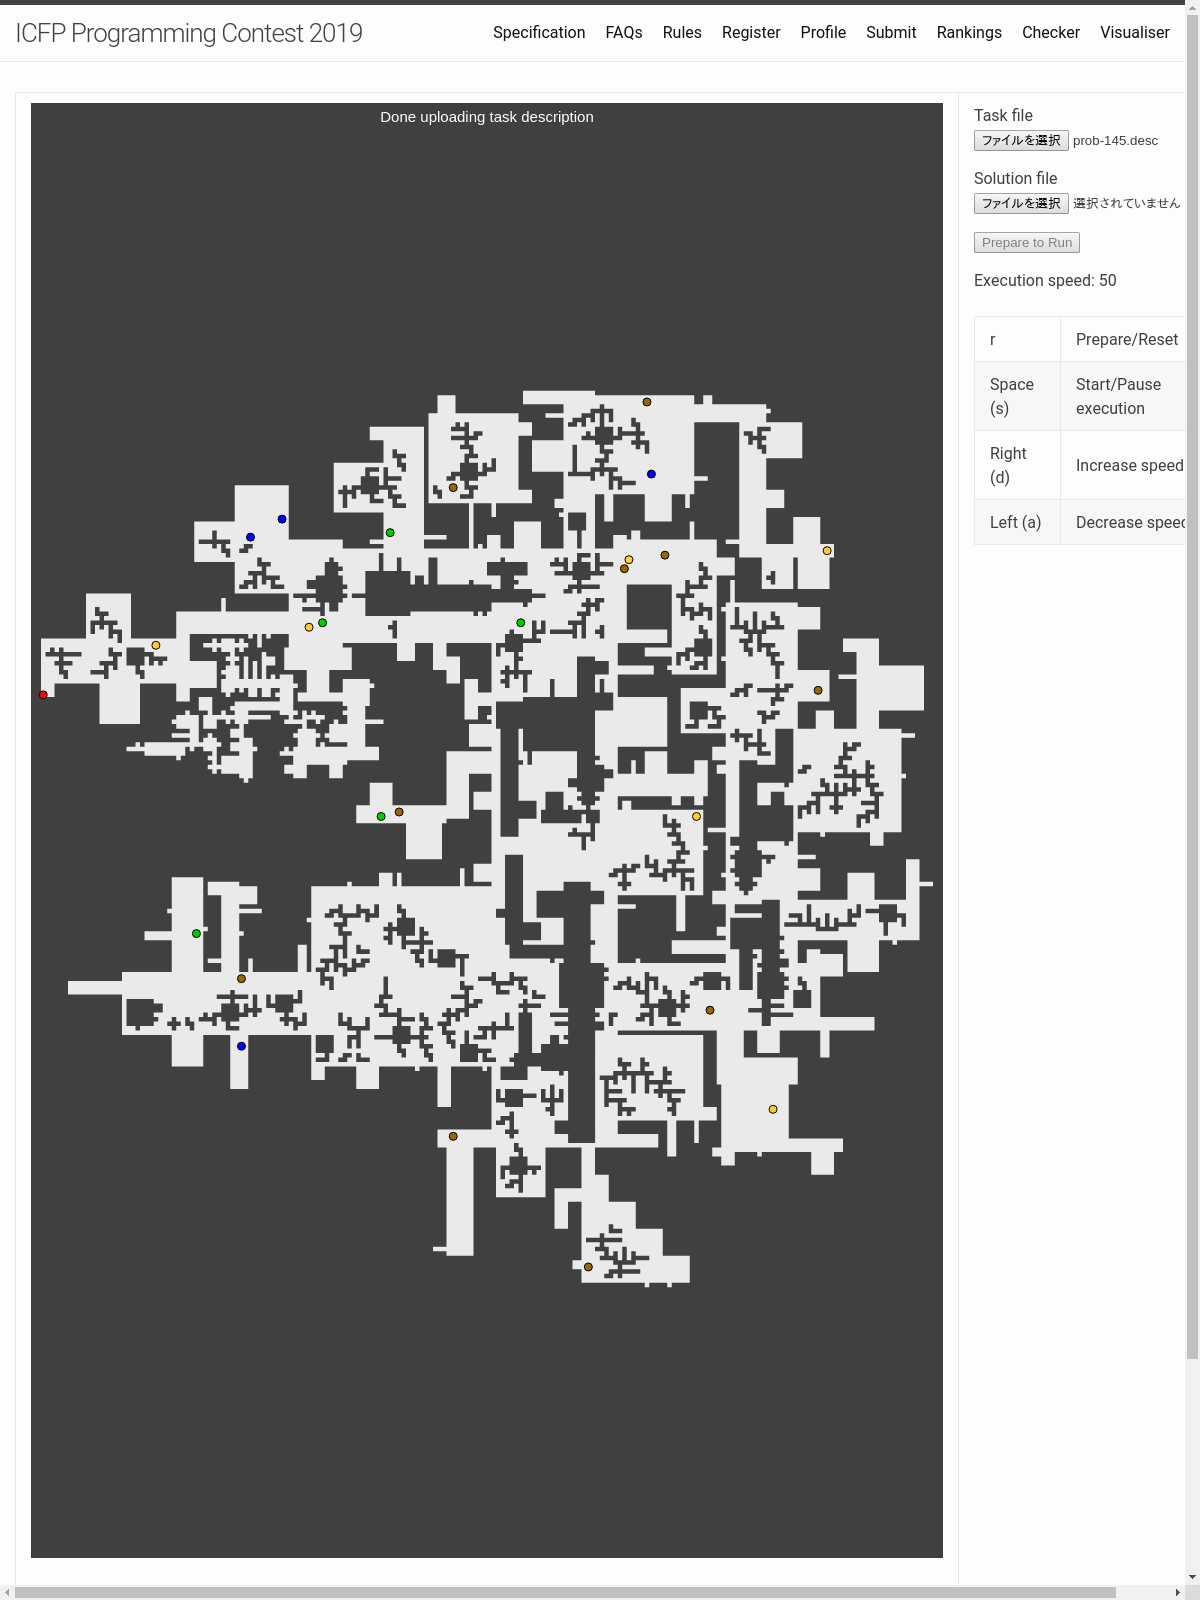 ICFP Programming Contest 2019
Specification FAQs Rules Register Profile Submit Rankings Checker Visualiser
Done uploading task description
Task file
ファイルを選択 prob-145.desc
Solution file
ファイルを選択 選択されていません
Prepare to Run
Execution speed: 50
r Prepare/Reset
Space (s) Start/Pause execution
Right (d) Increase speed
Left (a) Decrease speed